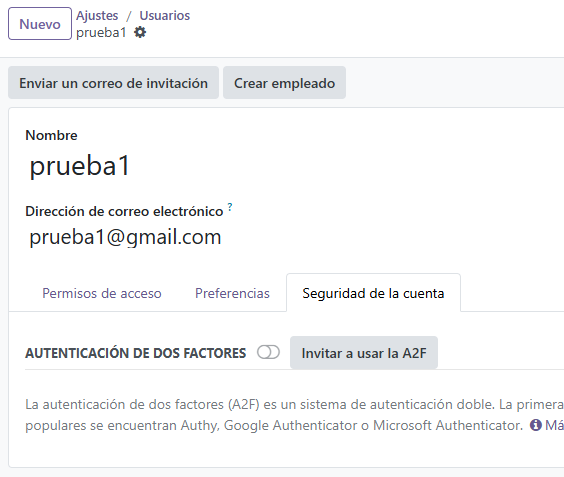 Nuevo
Ajustes / Usuarios
prueba1
Enviar un correo de invitación
Crear empleado
Nombre
prueba1
Dirección de correo electrónico ?
prueba1@gmail.com
Permisos de acceso
Preferencias
Seguridad de la cuenta
AUTENTICACIÓN DE DOS FACTORES
Invitar a usar la A2F
La autenticación de dos factores (A2F) es un sistema de autenticación doble. La primera
populares se encuentran Authy, Google Authenticator o Microsoft Authenticator. Má